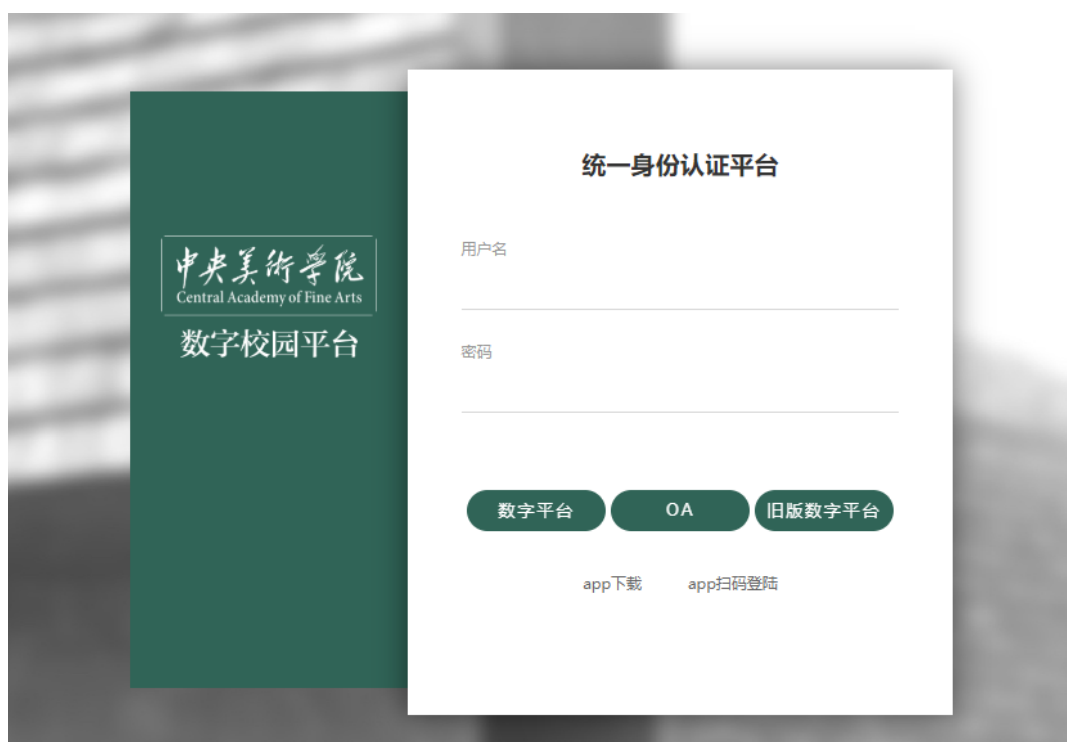 中央美術学院
Central Academy of Fine Arts
数字校园平台
统一身份认证平台
用户名
密码
数字平台 OA 旧版数字平台
app下载 app扫码登陆